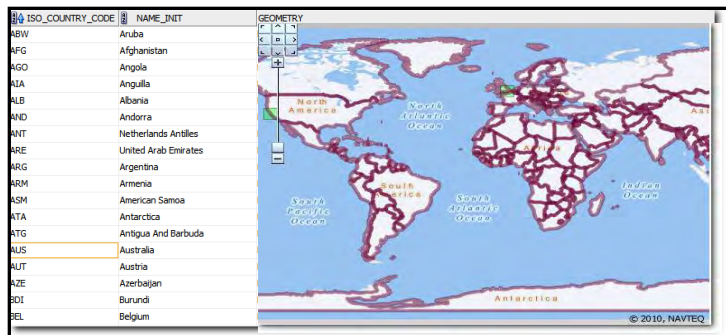 ISO_COUNTRY_CODE NAME_INIT GEOMETRY
ABW Aruba
AFG Afghanistan
AGO Angola
AIA Anguilla
ALB Albania
AND Andorra
ANT Netherlands Antilles
ARE United Arab Emirates
ARG Argentina
ARM Armenia
ASM American Samoa
ATA Antarctica
ATG Antigua And Barbuda
AUS Australia
AUT Austria
AZE Azerbaijan
BDI Burundi
BEL Belgium
North
America
North
Atlantic
Ocean
Africa
South
America
South
Pacific
Ocean
South
Atlantic
Ocean
Indian
Ocean
Antarctica
© 2010, NAVTEQ